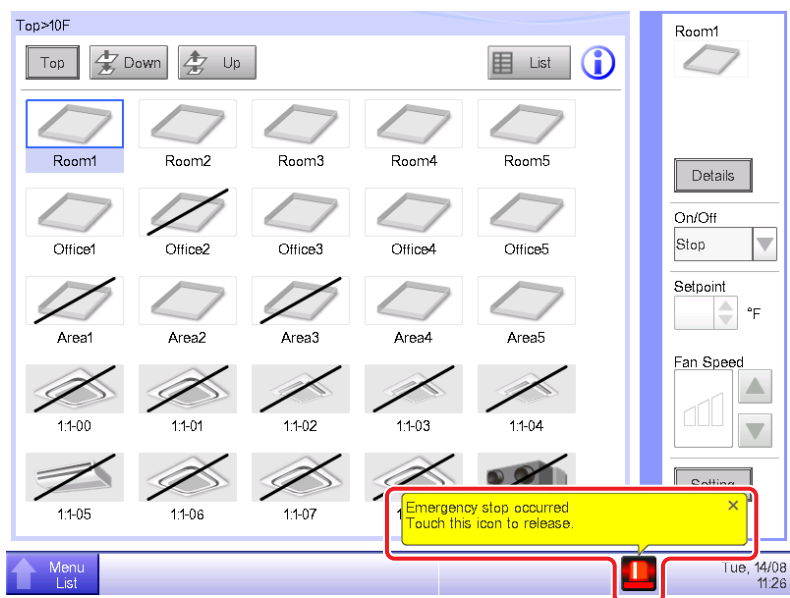 Top>10F
Top
Down
Up
List
Room1
Room2
Room3
Room4
Room5
Office1
Office2
Office3
Office4
Office5
Area1
Area2
Area3
Area4
Area5
1:1-00
1:1-01
1:1-02
1:1-03
1:1-04
1:1-05
1:1-06
1:1-07
Room1
Details
On/Off
Stop
Setpoint
°F
Fan Speed
Setting
Emergency stop occurred
Touch this icon to release.
Menu
List
Tue, 14/08
11:26